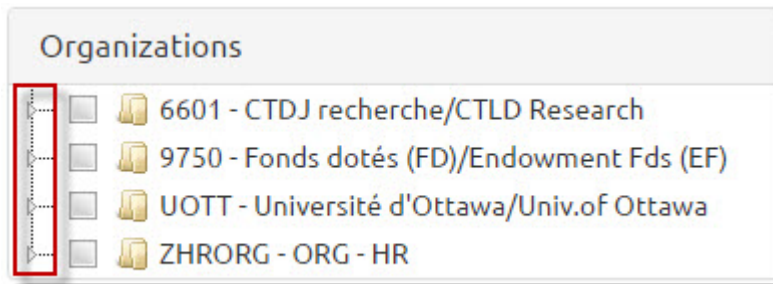 Organizations
6601 - CTDJ recherche/CTLD Research
9750 - Fonds dotés (FD)/Endowment Fds (EF)
UOTT - Université d'Ottawa/Univ.of Ottawa
ZHRORG - ORG - HR